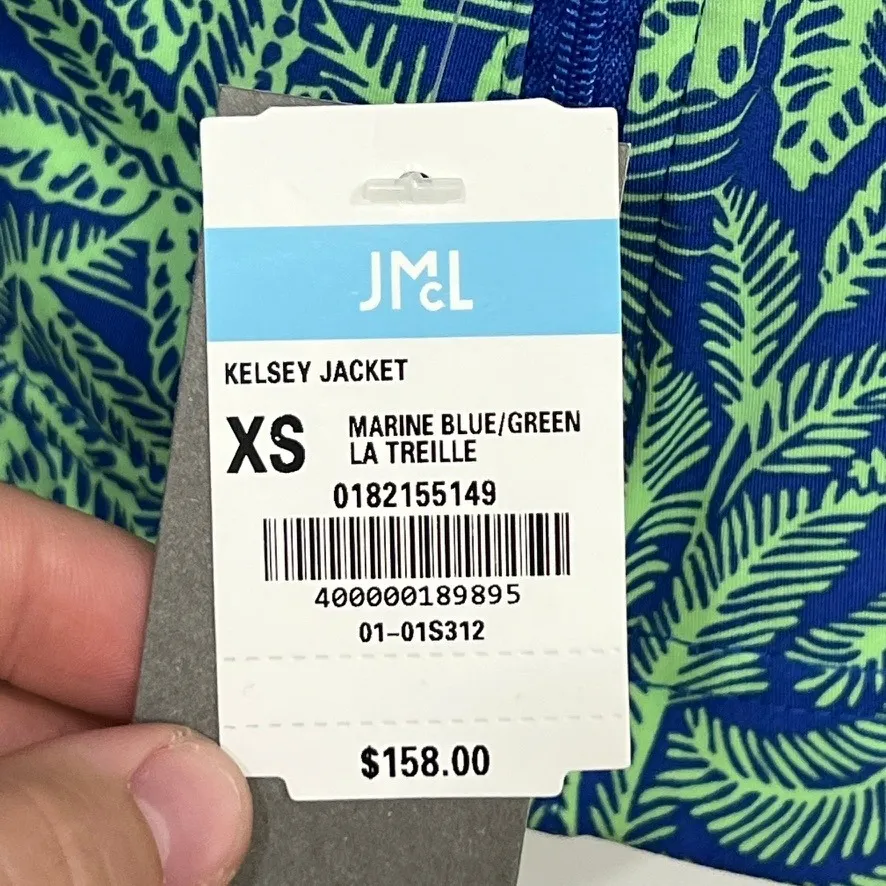 JMcL
KELSEY JACKET
XS
MARINE BLUE/GREEN
LA TREILLE
0182155149
400000189895
01-01S312
$158.00